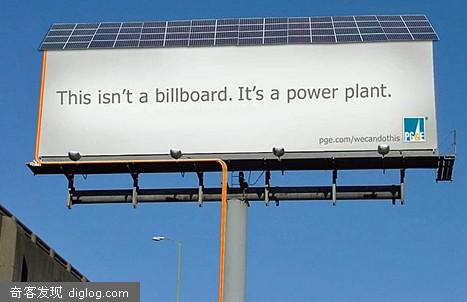 This isn't a billboard. It's a power plant.
pge.com/wecandothis
PG&E
奇客发现 diglog.com